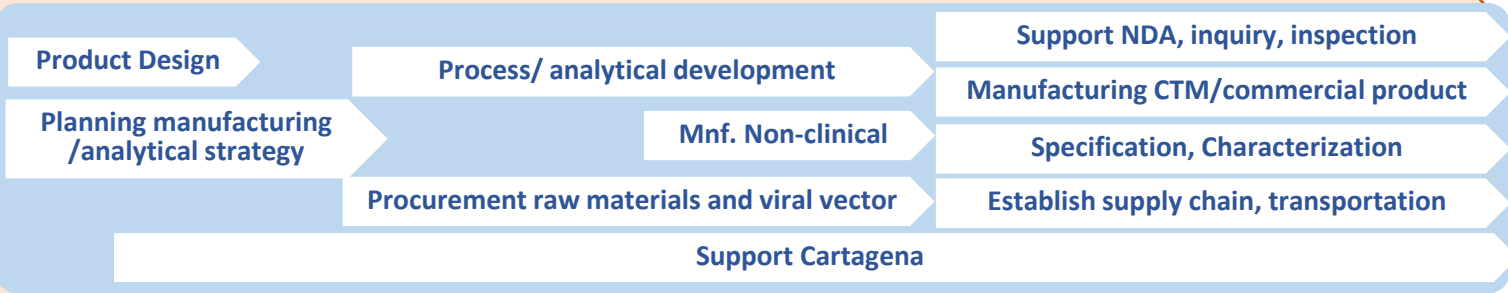 Product Design
Planning manufacturing
/analytical strategy
Process/ analytical development
Mnf. Non-clinical
Procurement raw materials and viral vector
Support NDA, inquiry, inspection
Manufacturing CTM/commercial product
Specification, Characterization
Establish supply chain, transportation
Support Cartagena